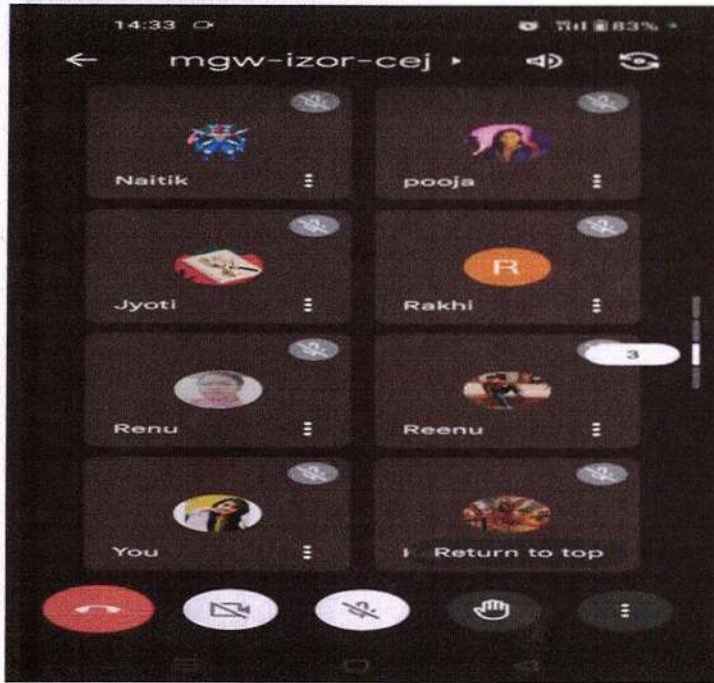 14:33 83%
mgw-izor-cej
Naitik pooja
Jyoti R Rakhi
3
Renu Reenu
You Return to top